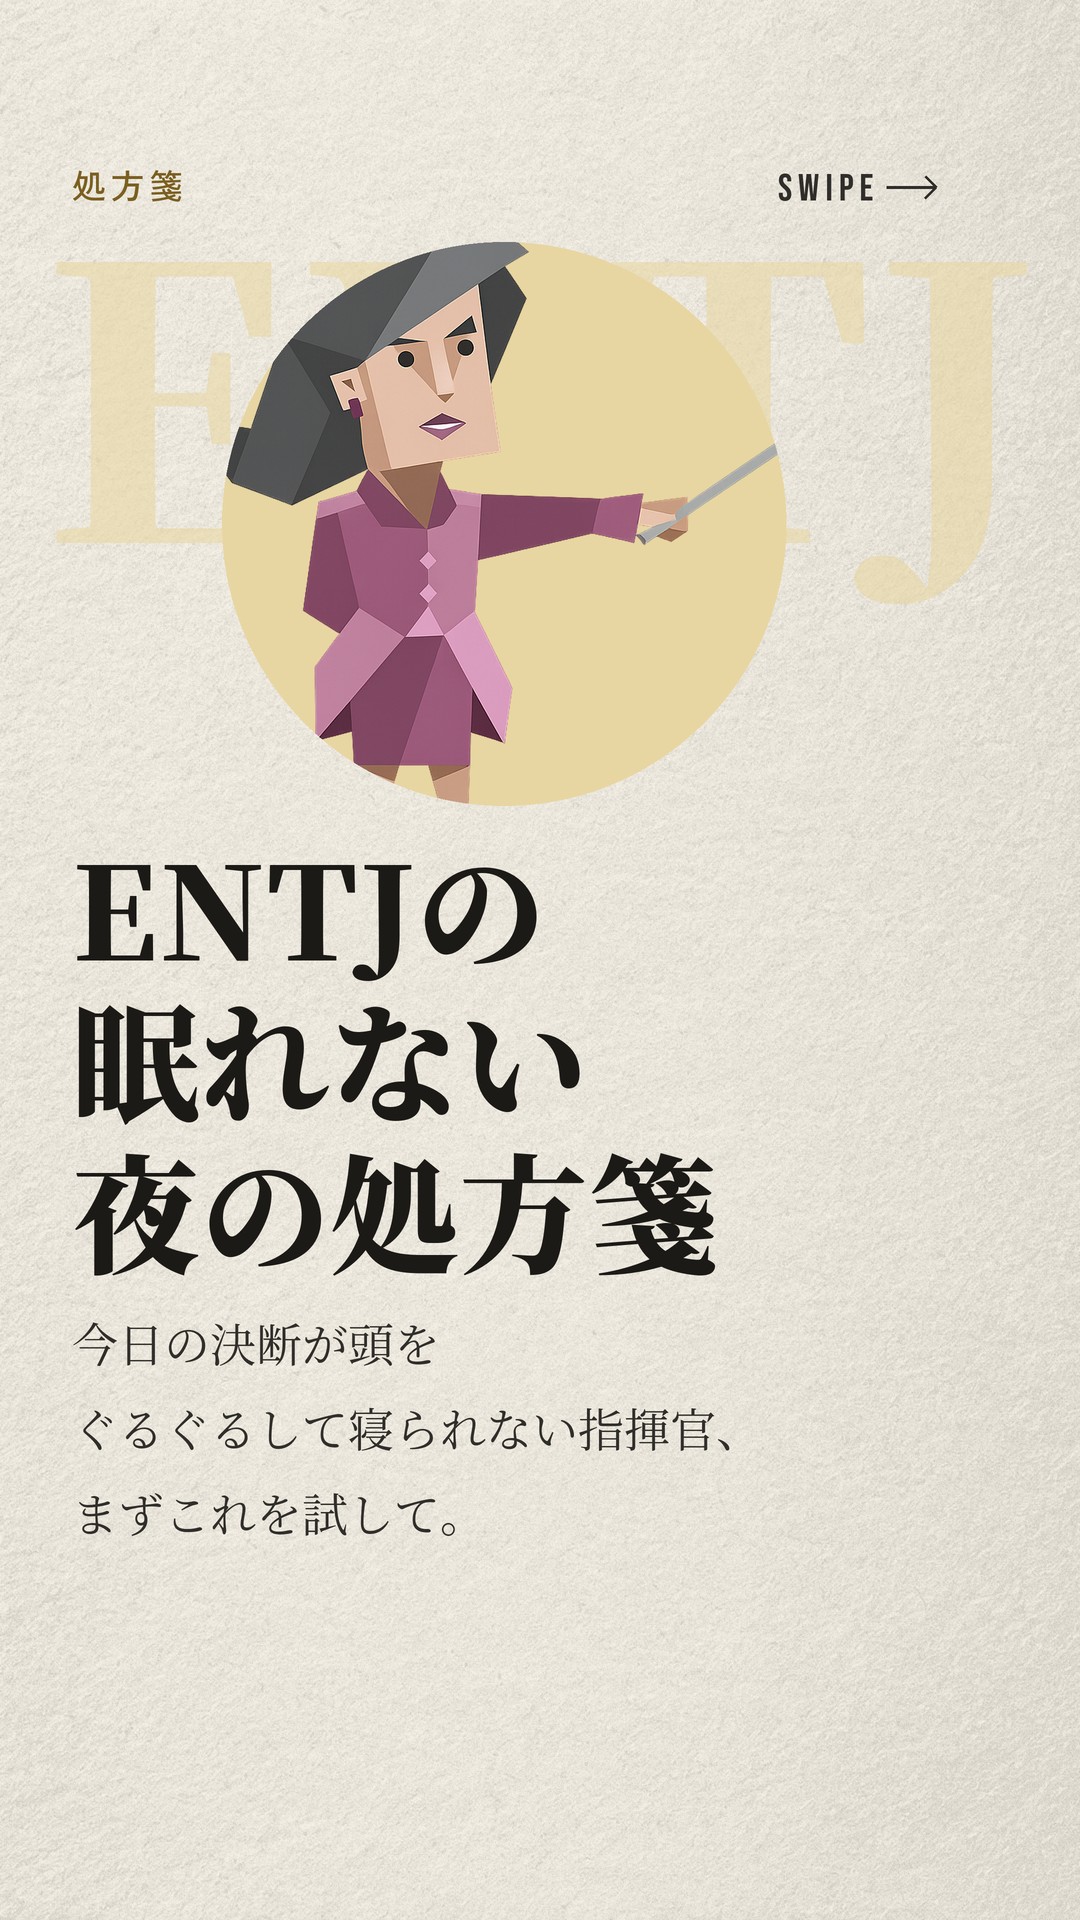 処方箋
SWIPE →
ENTJ
ENTJの
眠れない
夜の処方箋
今日の決断が頭を
ぐるぐるして寝られない指揮官、
まずこれを試して。